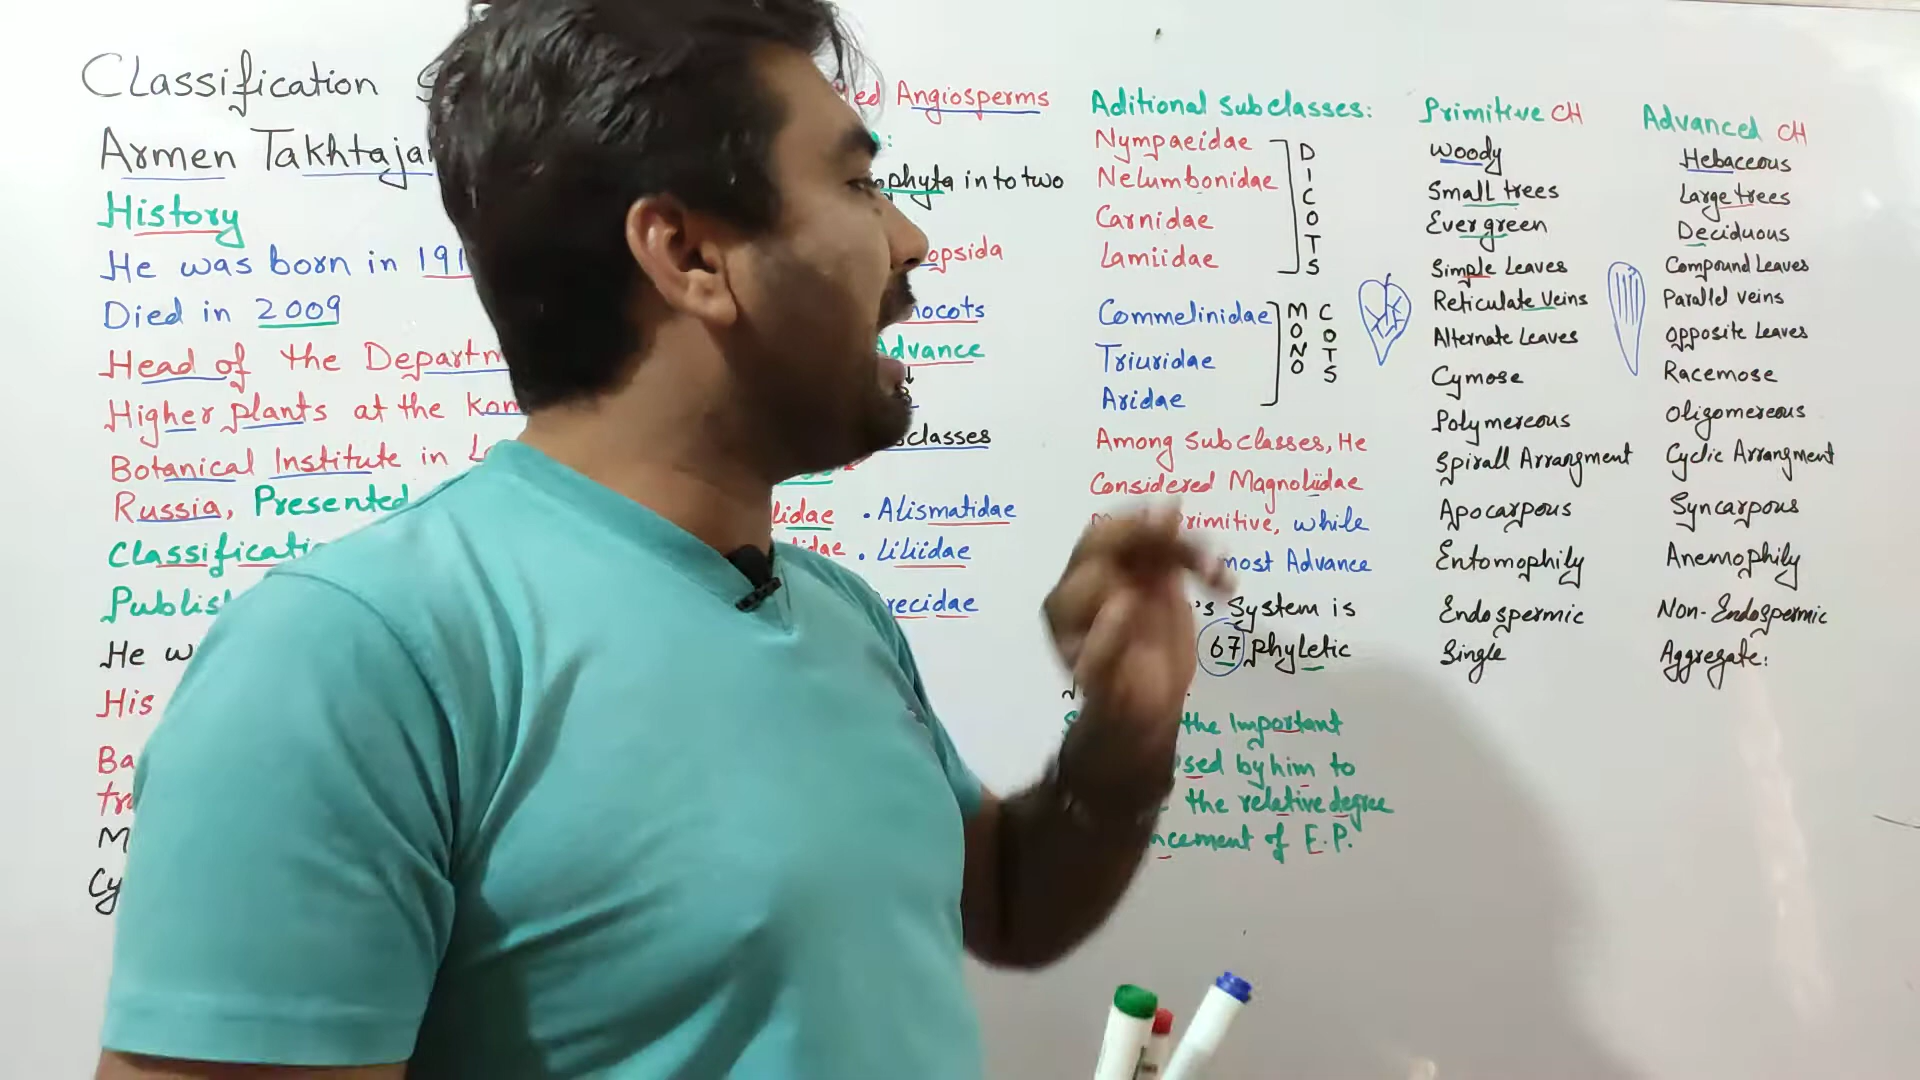 Classification
Armen Takhtajan
History
He was born in 191
Died in 2009
Head of the Departm
Higher plants at the Kom
Botanical Institute in L
Russia, Presented
Classificati
Publis
He w
His
Ba
tra
M
Cy
ed Angiosperms
phyta in to two
opsida
nocots
Advance
classes
lidae . Alismatidae
idae . Liliidae
recidae
Aditional Subclasses:
Nympaeidae
Nelumbonidae
Carnidae
Lamiidae
DICOTS
Commelinidae
Triuridae
Aridae
MONO COTS
Among Subclasses, He
Considered Magnoliidae
Primitive, while
most Advance
's System is
67 Phyletic
the Important
sed by him to
the relative degree
ncement of E.P.
Primitive CH
Woody
Small trees
Evergreen
Simple Leaves
Reticulate Veins
Alternate Leaves
Cymose
Polymereous
Spirall Arrangment
Apocarpous
Entomophily
Endospermic
Single
Advanced CH
Hebaceous
Large trees
Deciduous
Compound Leaves
Parallel veins
opposite Leaves
Racemose
Oligomereous
Cyclic Arrangment
Syncarpous
Anemophily
Non-Endospermic
Aggregate: